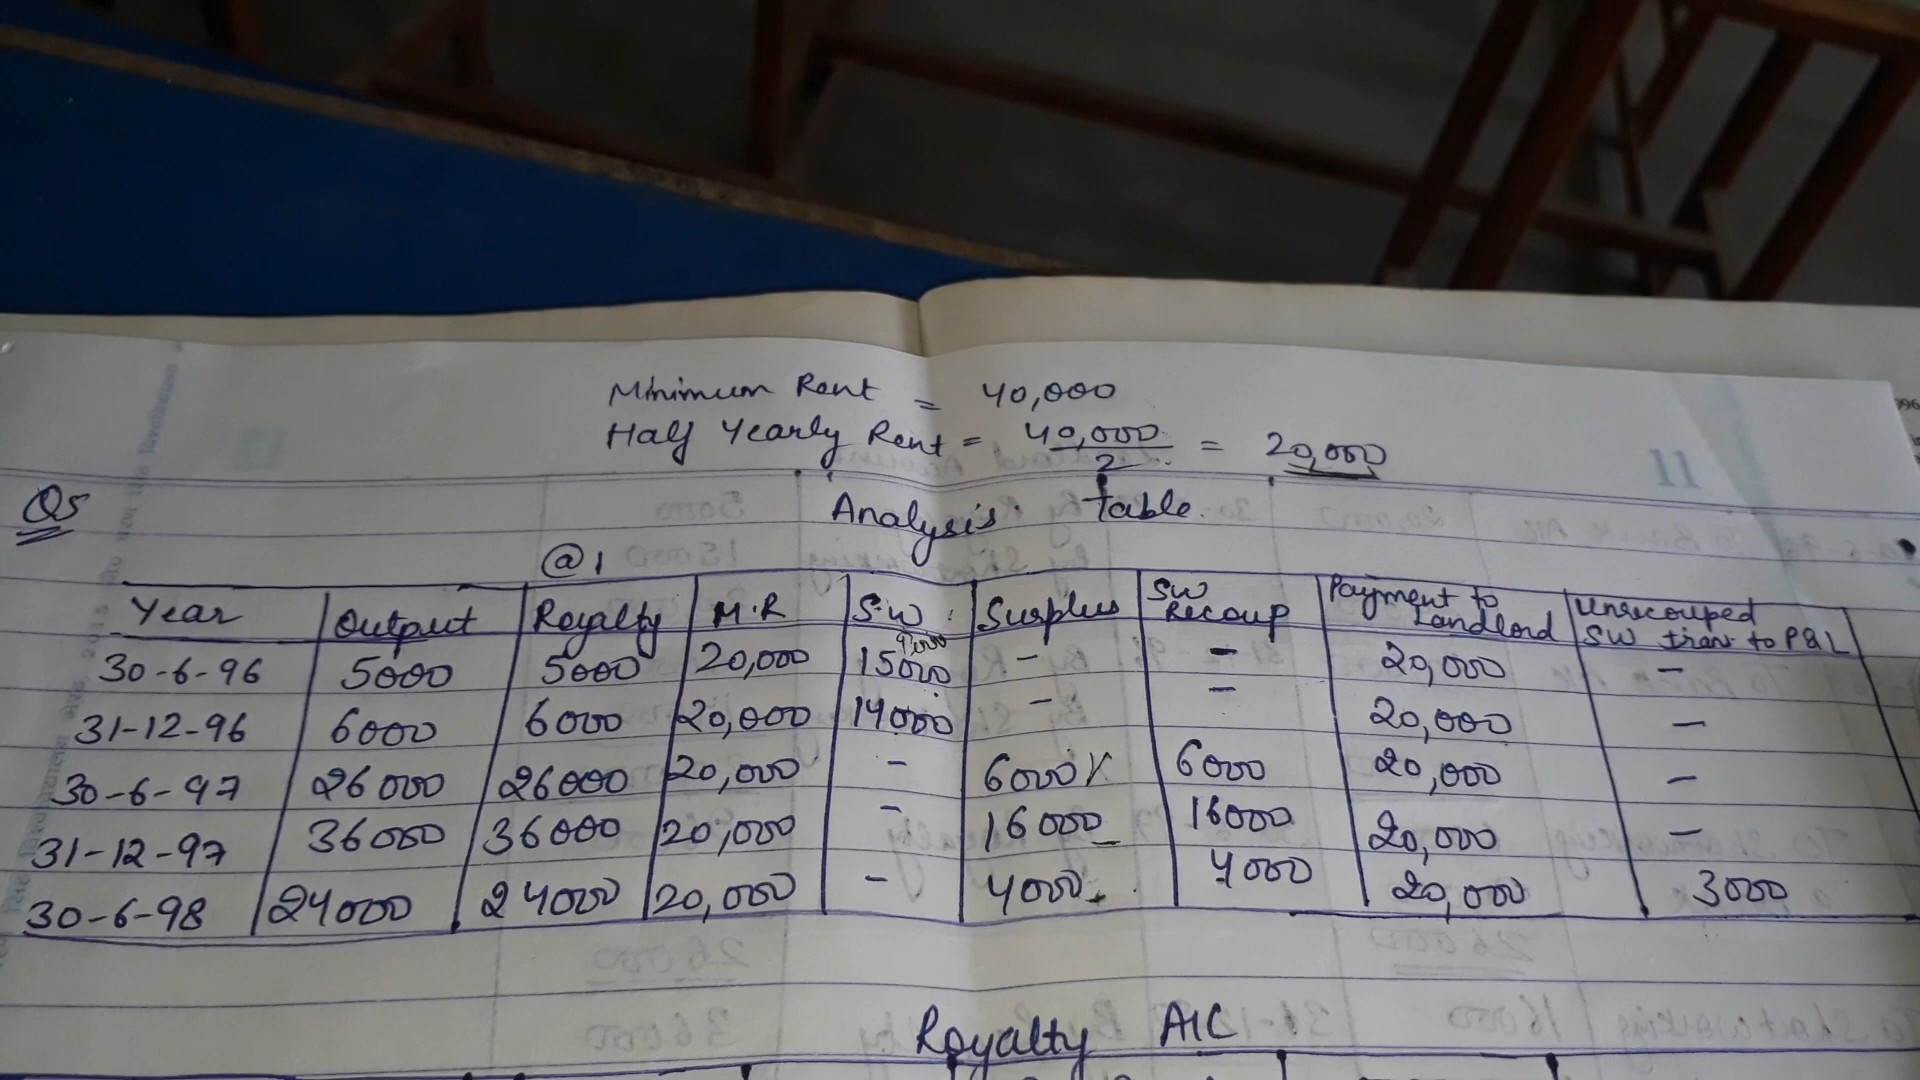 Minimum Rent = 40,000
Half Yearly Rent = 40,000 / 2 = 20,000
11
Q5
Analysis table.
@1
Year Output Royalty M.R S.W. Surplus SW Recoup Payment to Landlord Unrecouped SW tran to P&L
30-6-96 5000 5000 20,000 15000 - - 20,000 -
31-12-96 6000 6000 20,000 14000 - - 20,000 -
30-6-97 26000 26000 20,000 - 6000 6000 20,000 -
31-12-97 36000 36000 20,000 - 16000 16000 20,000 -
30-6-98 24000 24000 20,000 - 4000 4000 20,000 3000
Royalty A/C